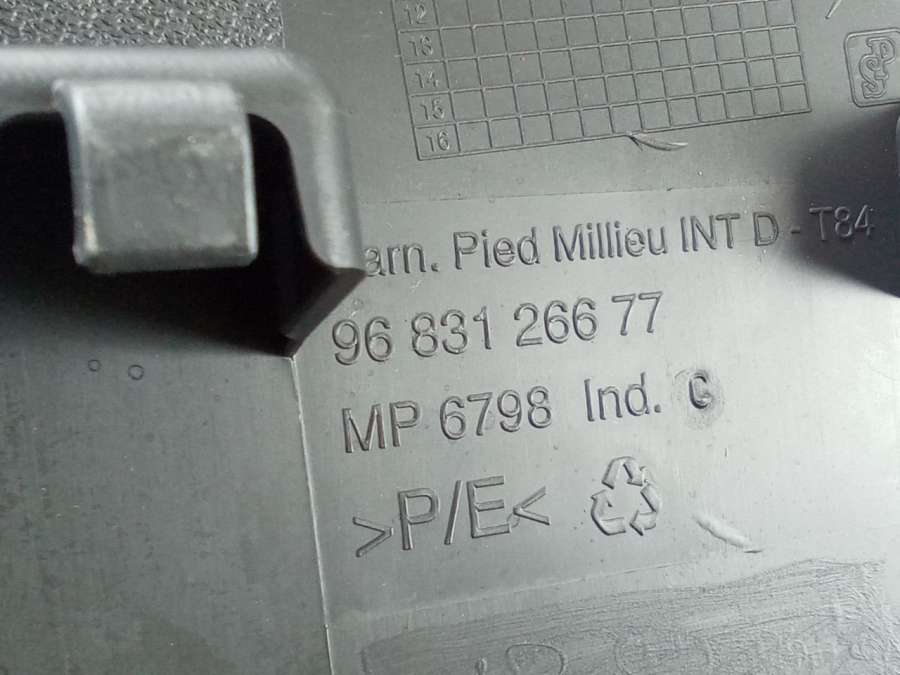 12
13
14
15
16
arn. Pied Millieu INT D - T84
96 831 266 77
MP 6798 Ind. C
>P/E<